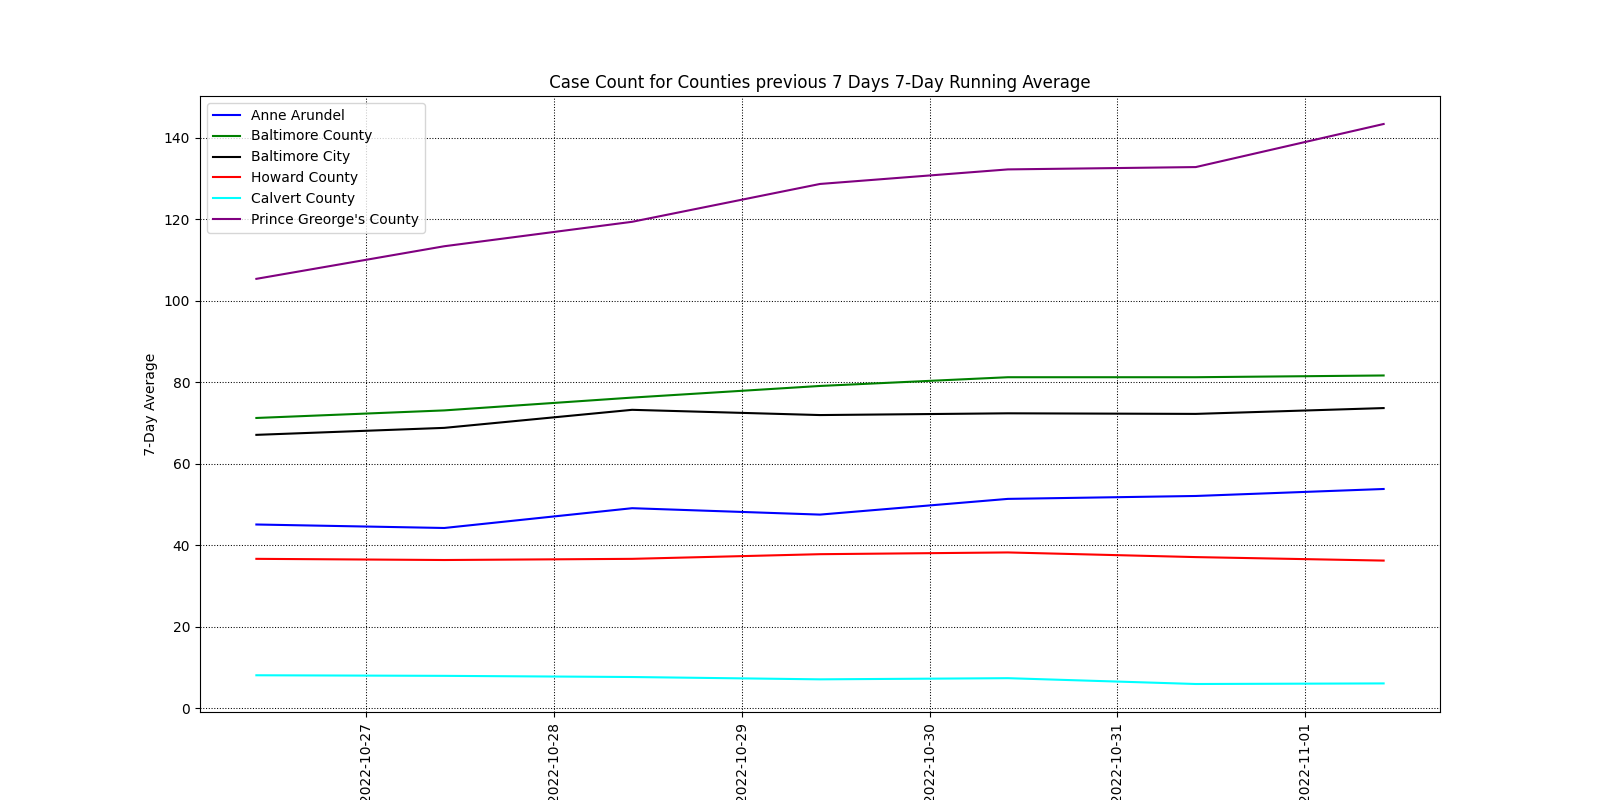 Case Count for Counties previous 7 Days 7-Day Running Average
Anne Arundel
Baltimore County
Baltimore City
Howard County
Calvert County
Prince Greorge's County
140
120
100
80
60
40
20
0
7-Day Average
2022-10-27
2022-10-28
2022-10-29
2022-10-30
2022-10-31
2022-11-01